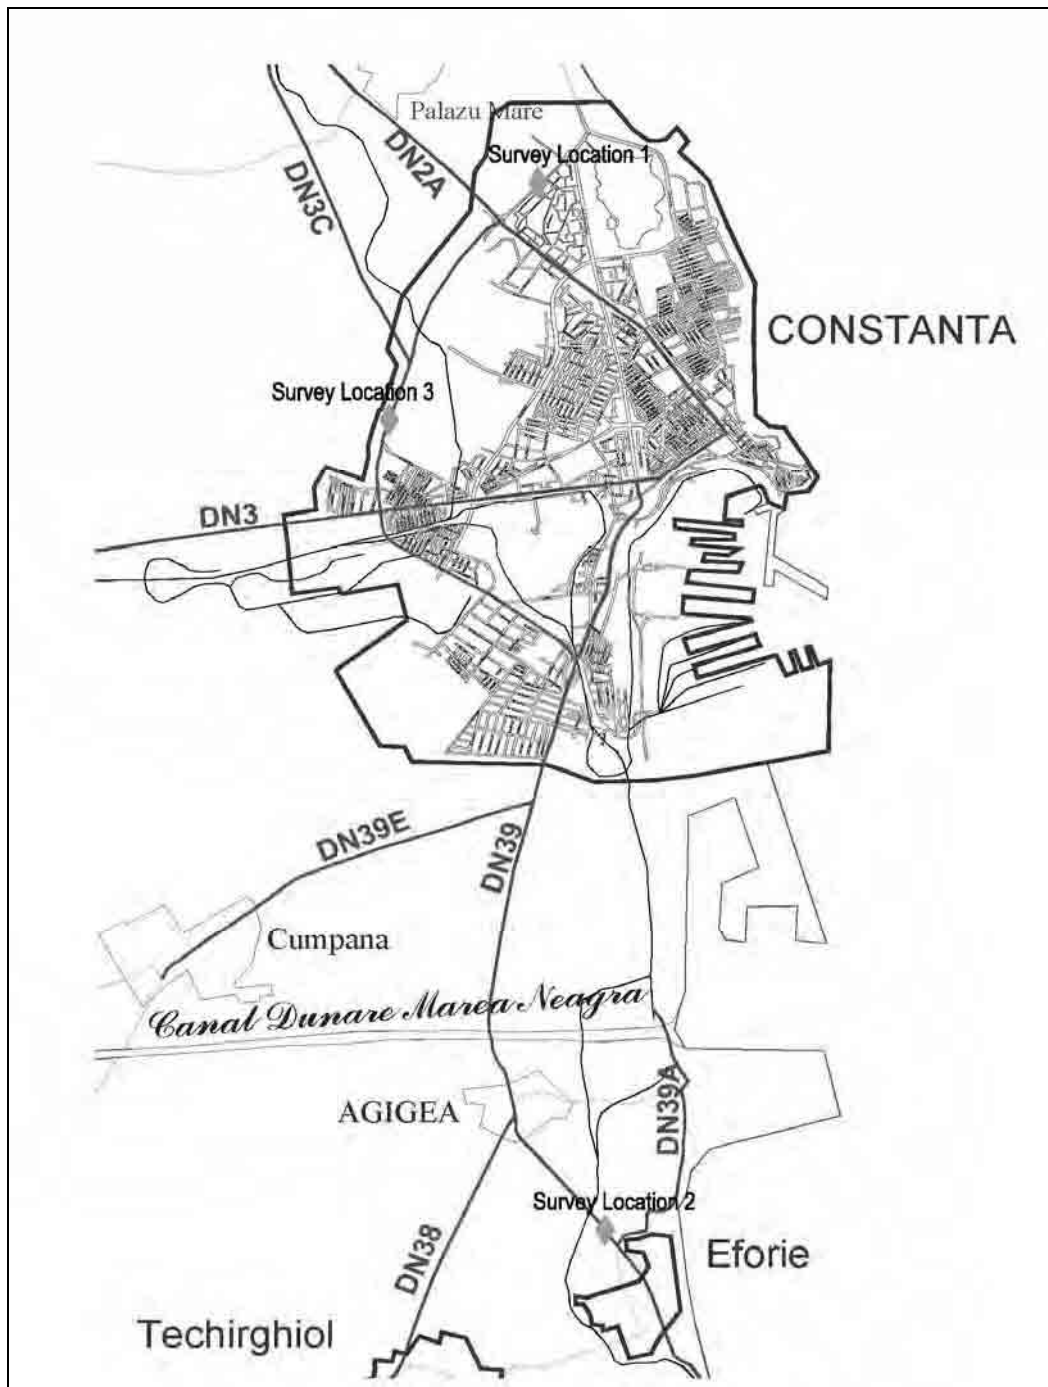 Palazu Mare
DN2A
Survey Location 1
DN3C
CONSTANTA
Survey Location 3
DN3
DN39E
DN39
Cumpana
Canal Dunare Marea Neagra
AGIGEA
DN39A
Survey Location 2
DN38
Eforie
Techirghiol